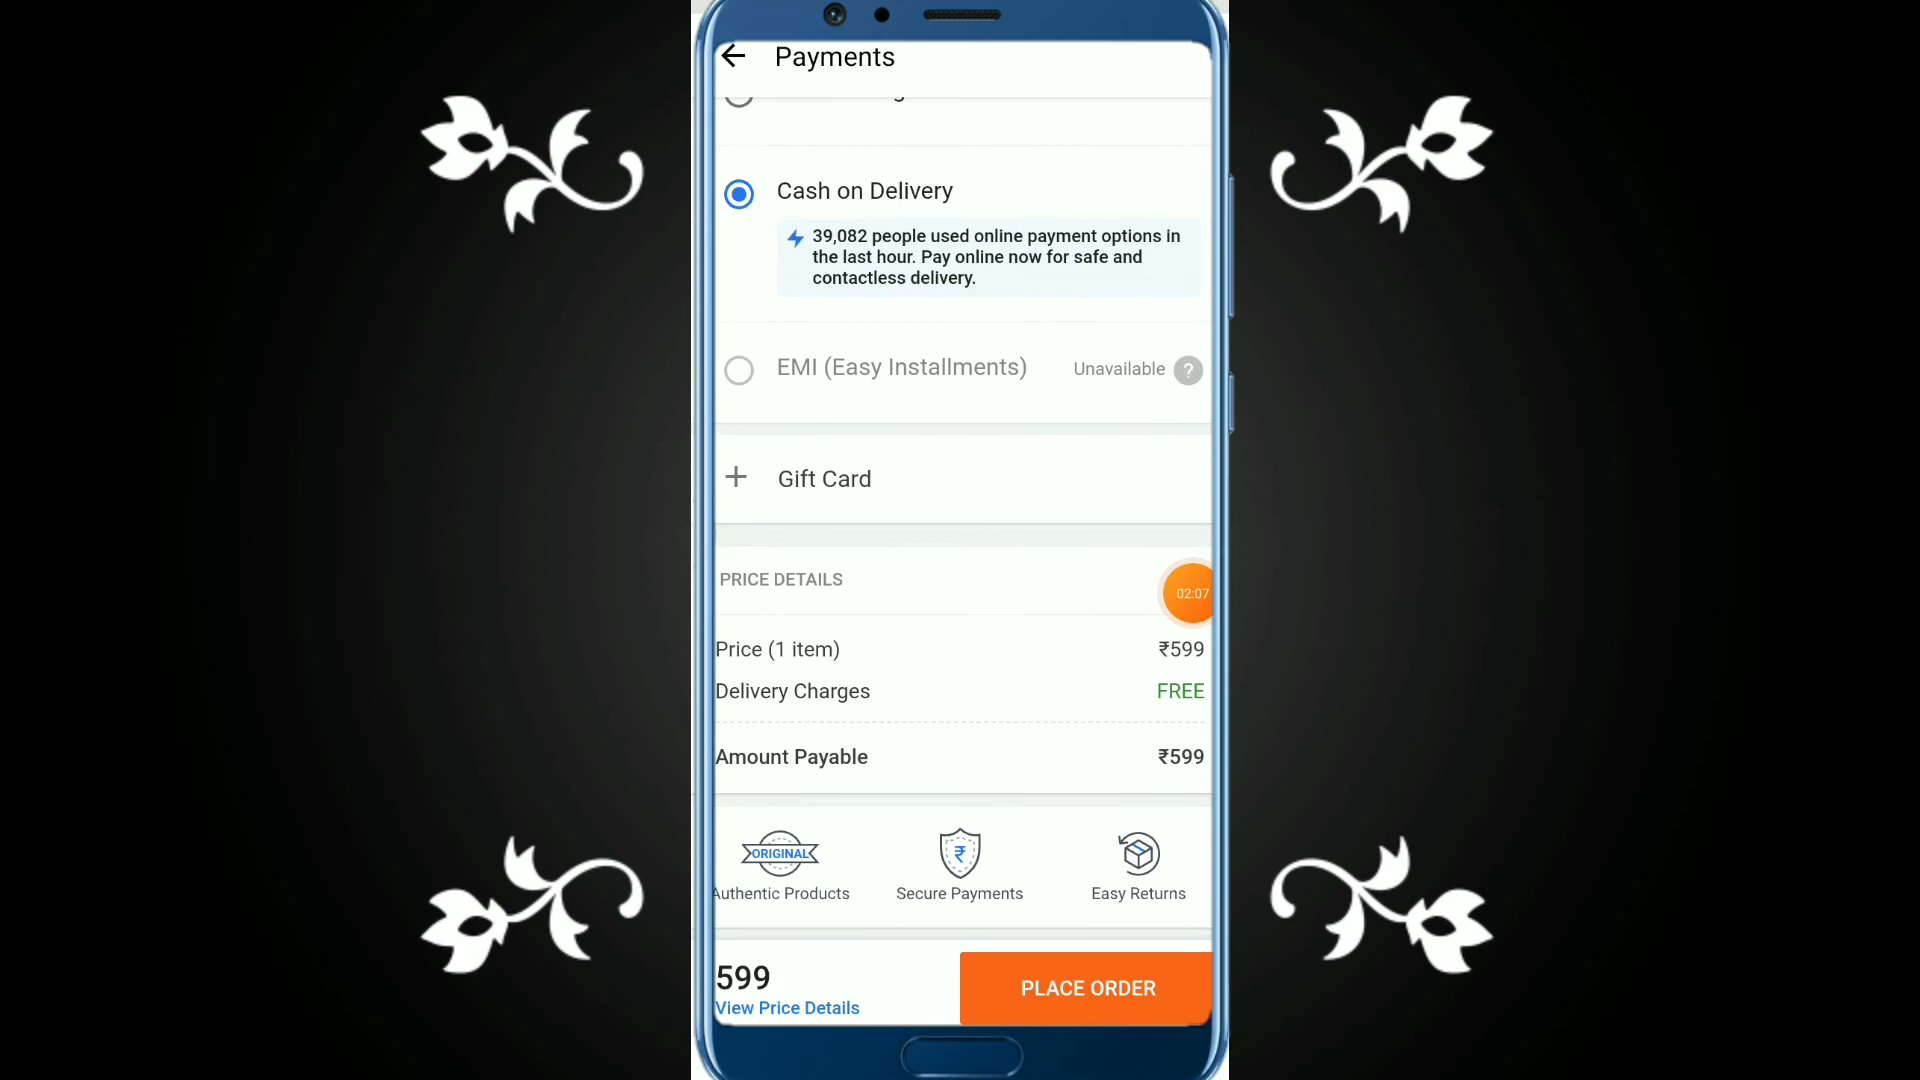 Payments
Cash on Delivery
39,082 people used online payment options in
the last hour. Pay online now for safe and
contactless delivery.
EMI (Easy Installments) Unavailable ?
+ Gift Card
PRICE DETAILS
02:07
Price (1 item) ₹599
Delivery Charges FREE
Amount Payable ₹599
ORIGINAL ₹
Authentic Products Secure Payments Easy Returns
599
View Price Details
PLACE ORDER